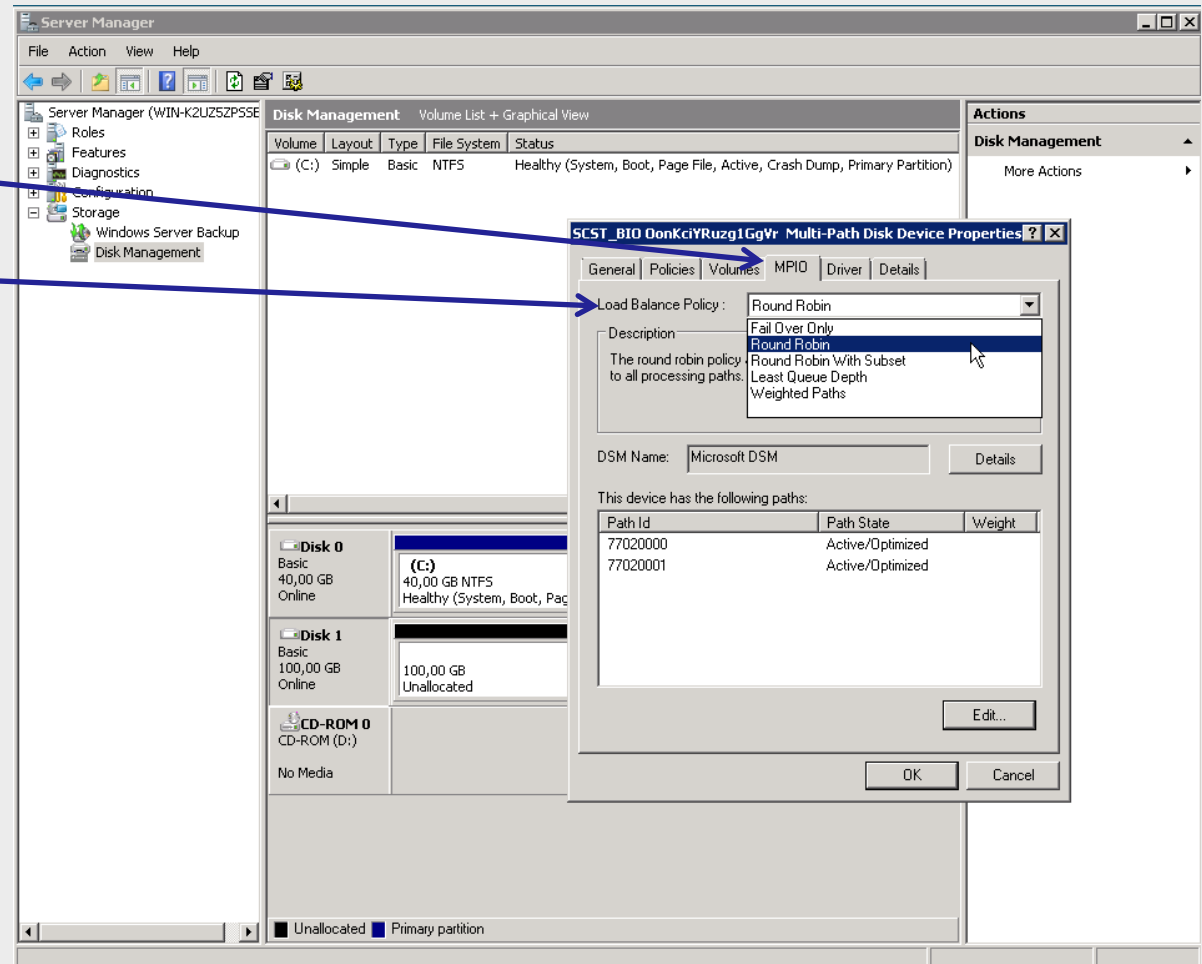 Server Manager
File Action View Help
Server Manager (WIN-K2UZ5ZPSSE
Roles
Features
Diagnostics
Configuration
Storage
Windows Server Backup
Disk Management
Disk Management Volume List + Graphical View
Volume Layout Type File System Status
(C:) Simple Basic NTFS Healthy (System, Boot, Page File, Active, Crash Dump, Primary Partition)
Actions
Disk Management
More Actions
SCST_BIO OonKciYRuzg1GgYr Multi-Path Disk Device Properties
General Policies Volumes MPIO Driver Details
Load Balance Policy : Round Robin
Fail Over Only
Round Robin
Round Robin With Subset
Least Queue Depth
Weighted Paths
Description
The round robin policy
to all processing paths.
DSM Name: Microsoft DSM Details
This device has the following paths:
Path Id Path State Weight
77020000 Active/Optimized
77020001 Active/Optimized
Edit...
OK Cancel
Disk 0
Basic
40,00 GB
Online
(C:)
40,00 GB NTFS
Healthy (System, Boot, Pag
Disk 1
Basic
100,00 GB
Online
100,00 GB
Unallocated
CD-ROM 0
CD-ROM (D:)
No Media
Unallocated Primary partition